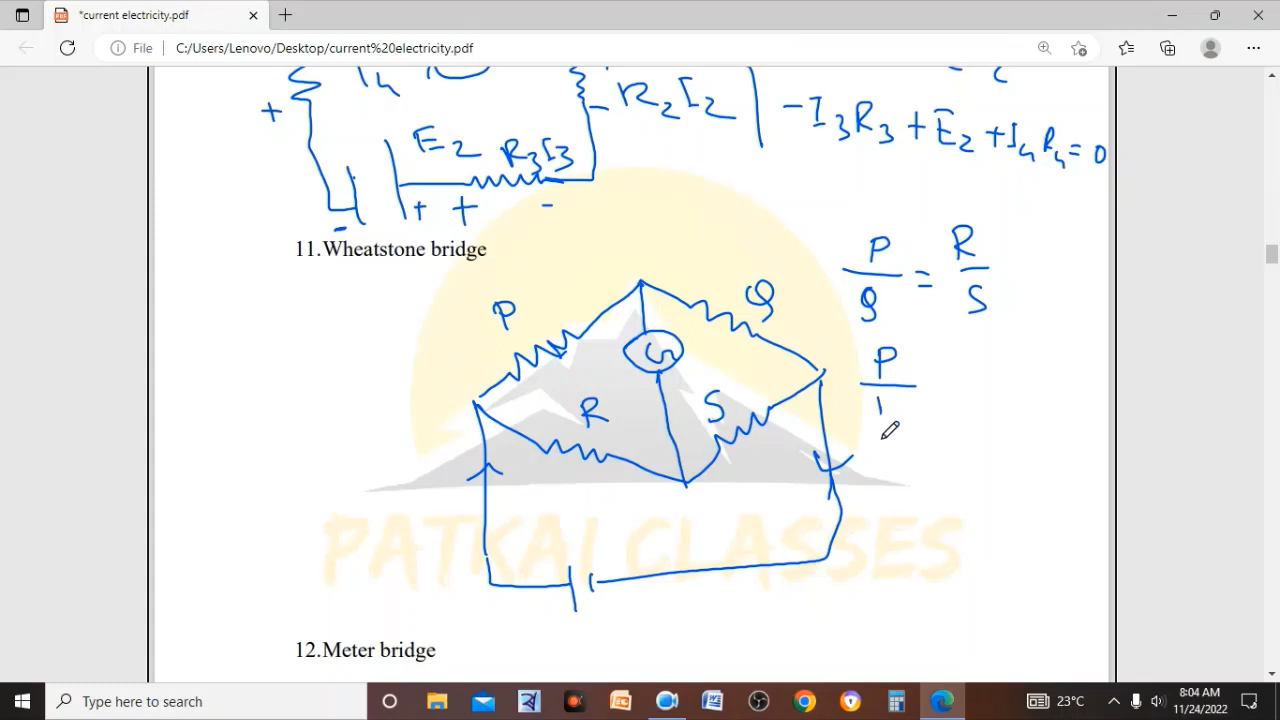 *current electricity.pdf
File
C:/Users/Lenovo/Desktop/current%20electricity.pdf
+
R2I2
-I3R3 + E2 + I4R4 = 0
E2
R3I3
-
+ + -
-
11.Wheatstone bridge
P/Q = R/S
P
Q
G
P
R
S
PATKAI CLASSES
12.Meter bridge
Type here to search
23°C
8:04 AM
11/24/2022